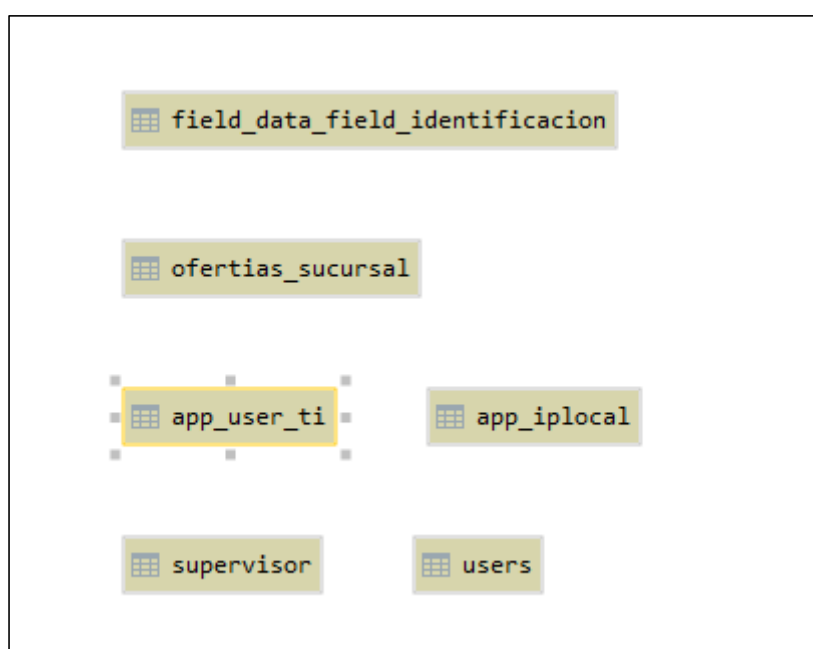 field_data_field_identificacion
ofertias_sucursal
app_user_ti
app_iplocal
supervisor
users